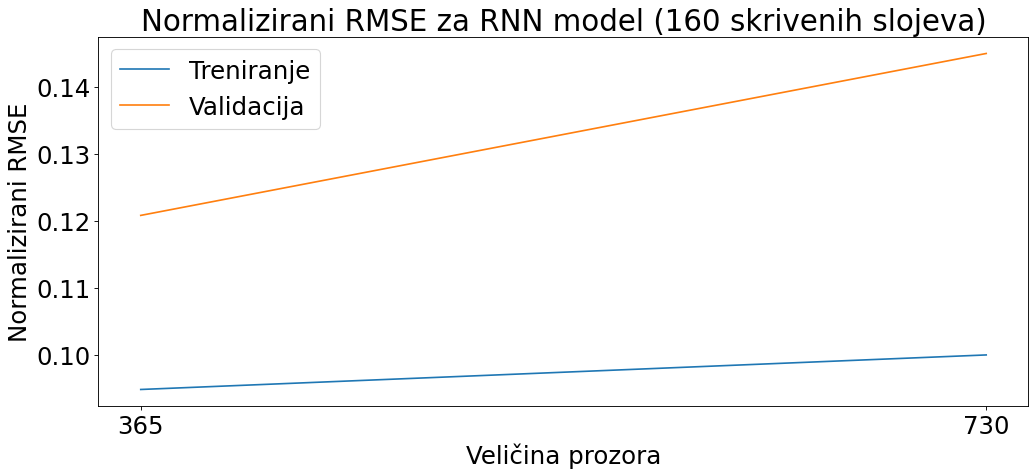 Normalizirani RMSE za RNN model (160 skrivenih slojeva)
Treniranje
Validacija
Normalizirani RMSE
0.14
0.13
0.12
0.11
0.10
365
730
Veličina prozora